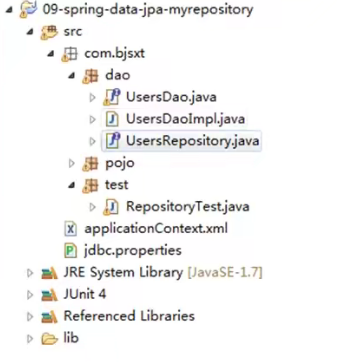 09-spring-data-jpa-myrepository
src
com.bjsxt
dao
UsersDao.java
UsersDaoImpl.java
UsersRepository.java
pojo
test
RepositoryTest.java
applicationContext.xml
jdbc.properties
JRE System Library [JavaSE-1.7]
JUnit 4
Referenced Libraries
lib